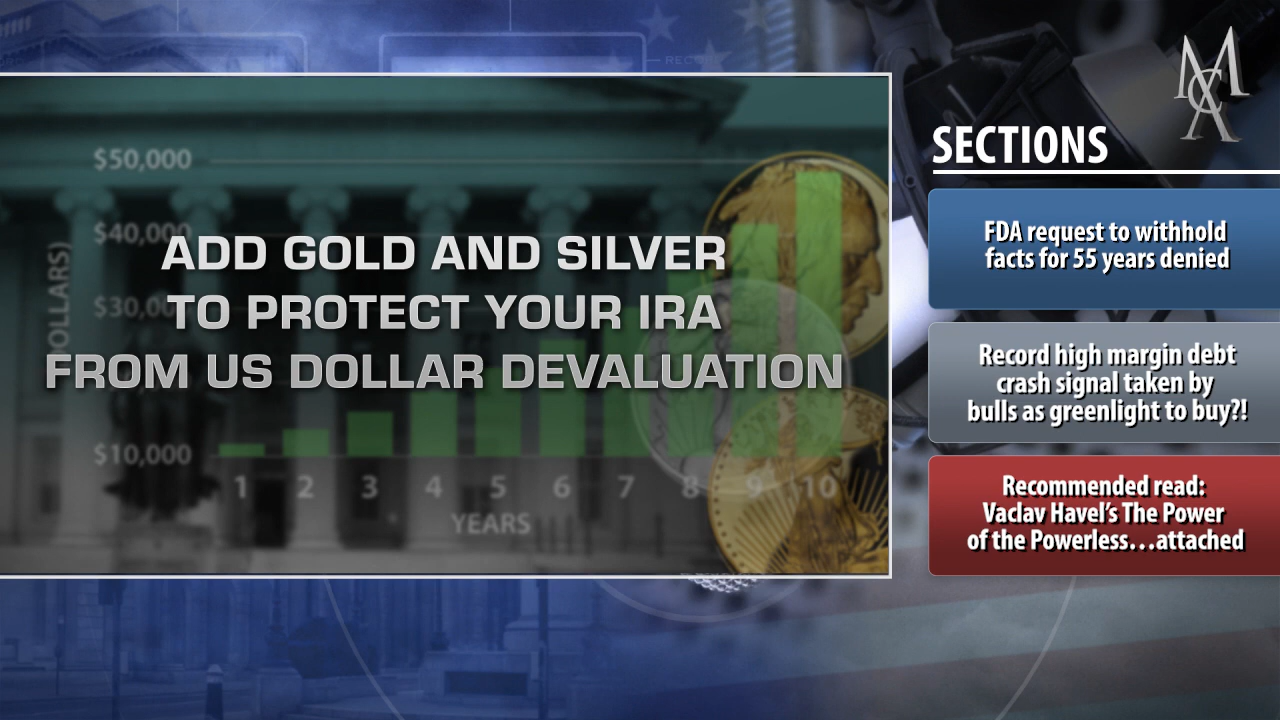 RECOR
MCA
SECTIONS
$50,000
$40,000
$30,000
$10,000
DOLLARS)
ADD GOLD AND SILVER
TO PROTECT YOUR IRA
FROM US DOLLAR DEVALUATION
1 2 3 4 5 6 7 8 9 10
YEARS
FDA request to withhold
facts for 55 years denied
Record high margin debt
crash signal taken by
bulls as greenlight to buy?!
Recommended read:
Vaclav Havel's The Power
of the Powerless…attached